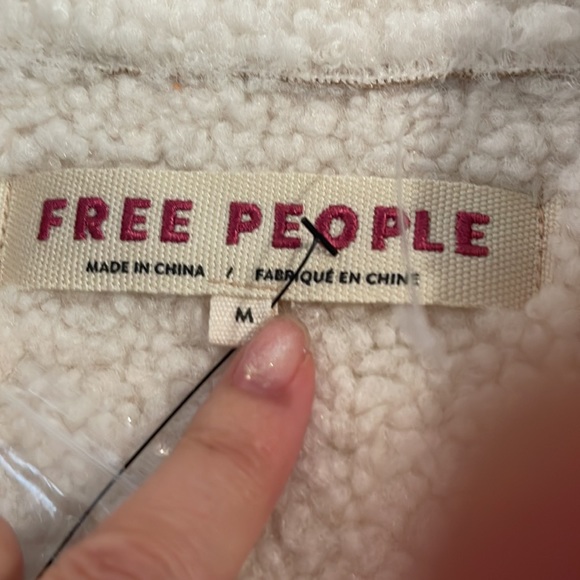 FREE PEOPLE
MADE IN CHINA / FABRIQUÉ EN CHINE
M